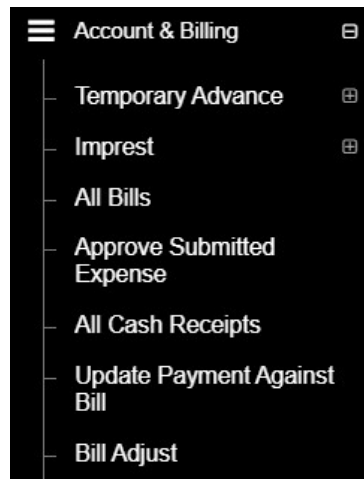 Account & Billing
Temporary Advance
Imprest
All Bills
Approve Submitted
Expense
All Cash Receipts
Update Payment Against
Bill
Bill Adjust